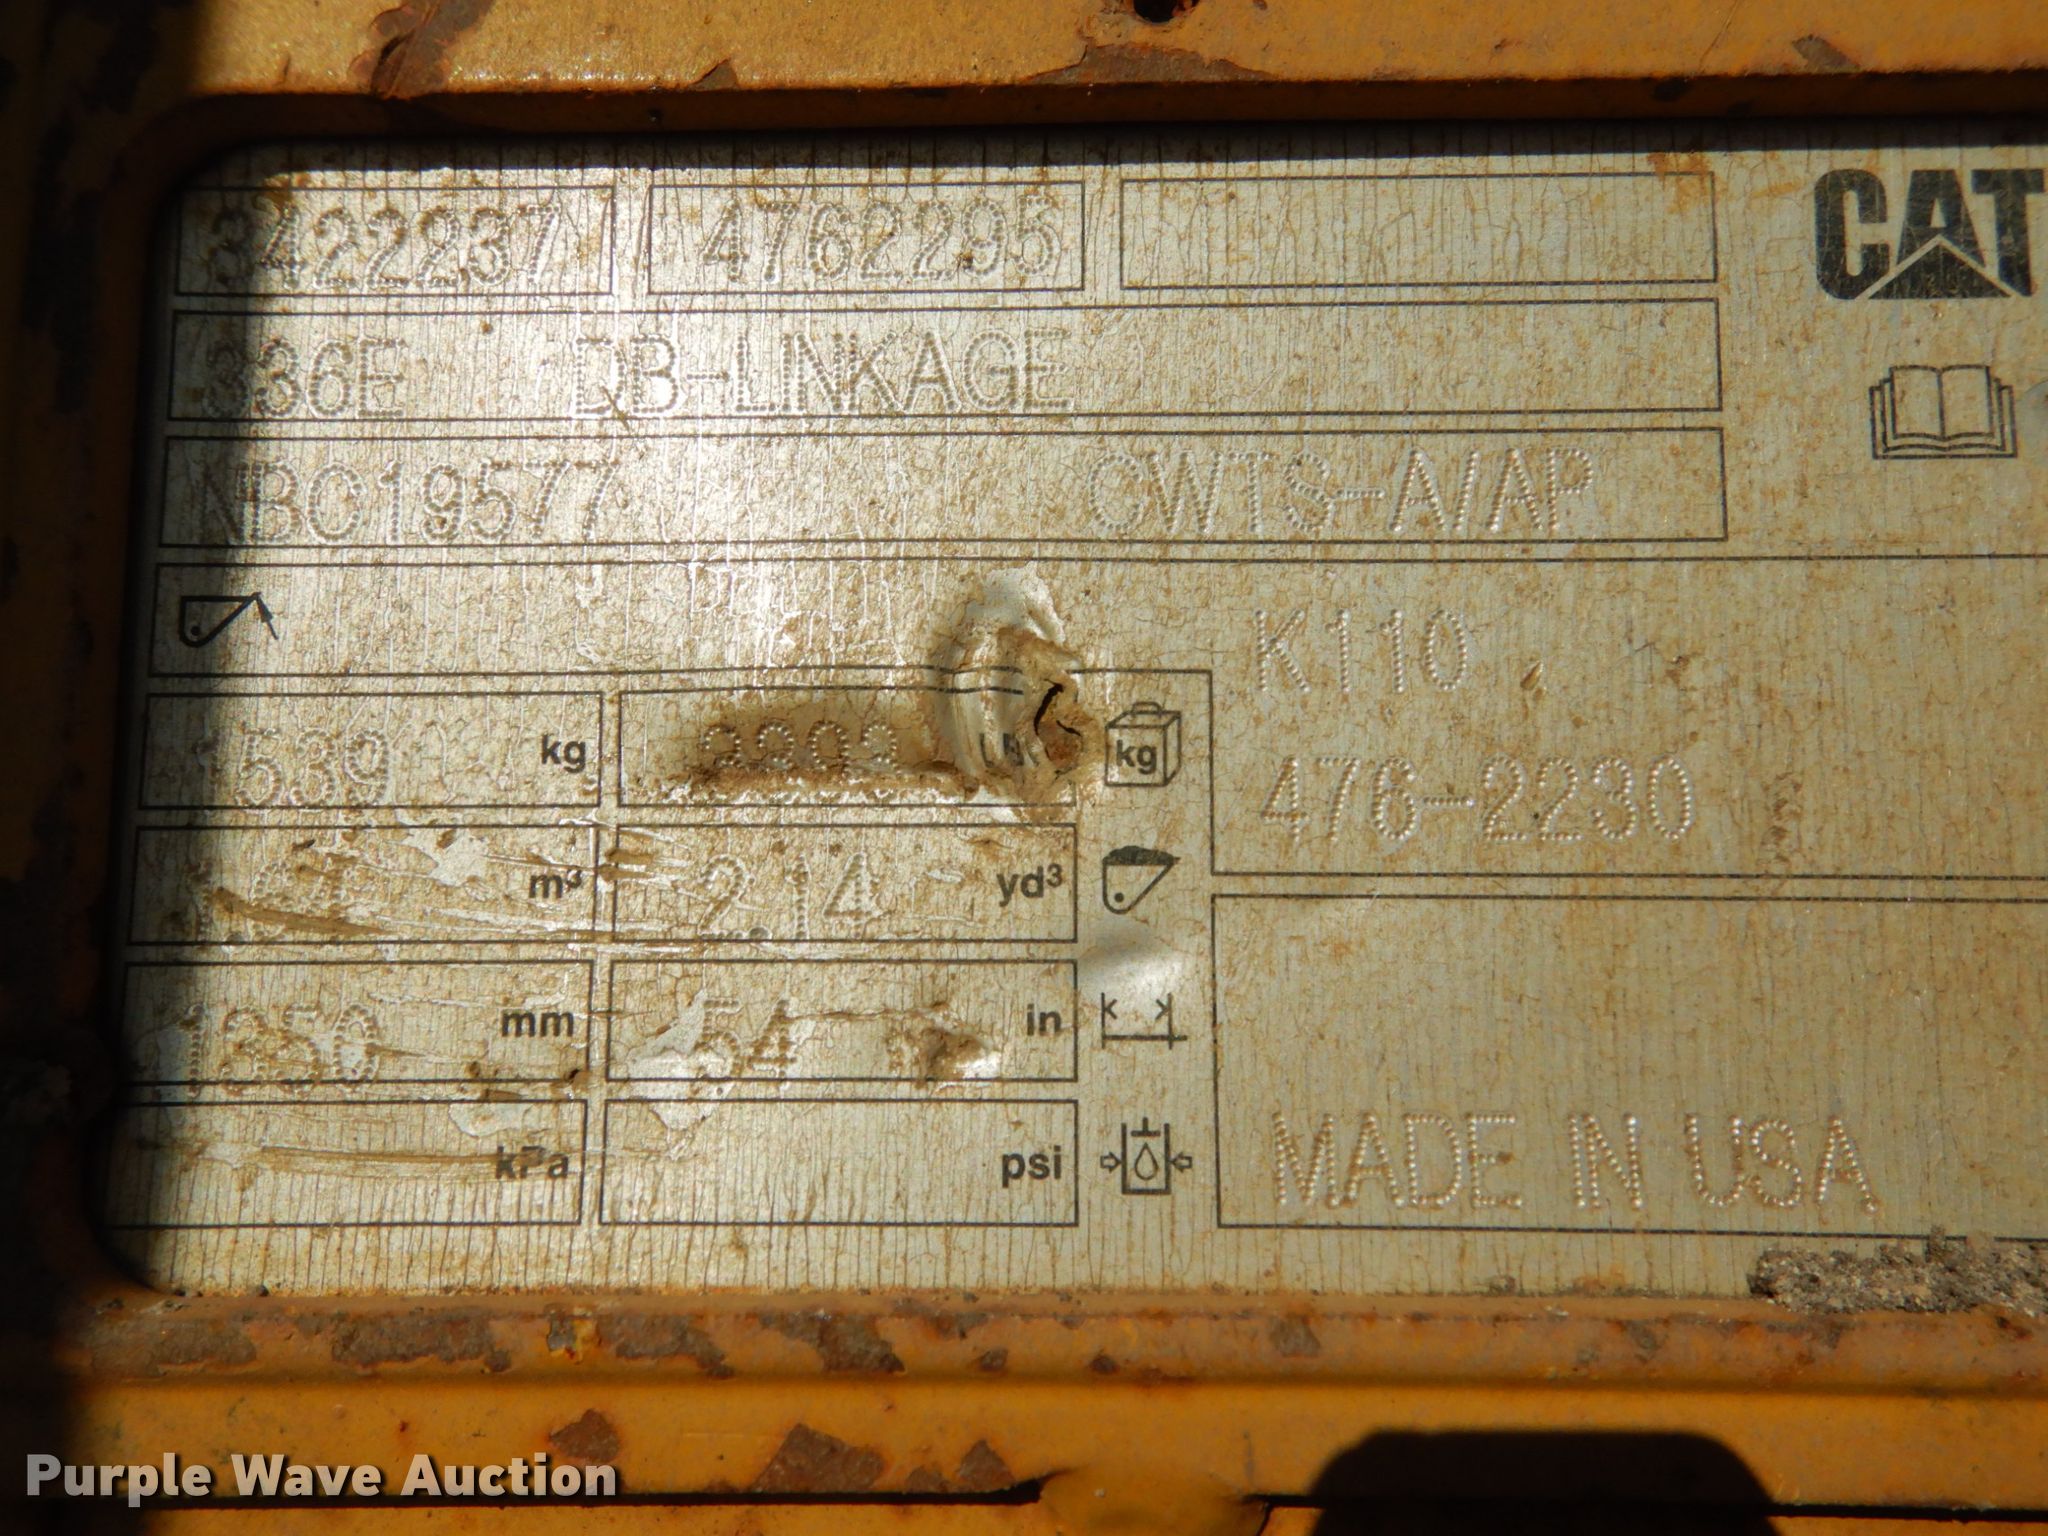 3422237 4762295 CAT
336E DB-LINKAGE
NBC19577 CWTS-A/AP
K110
1539 kg kg
476-2230
m³ 2.14 yd³
1350 mm 54 in
kPa psi
MADE IN USA
Purple Wave Auction